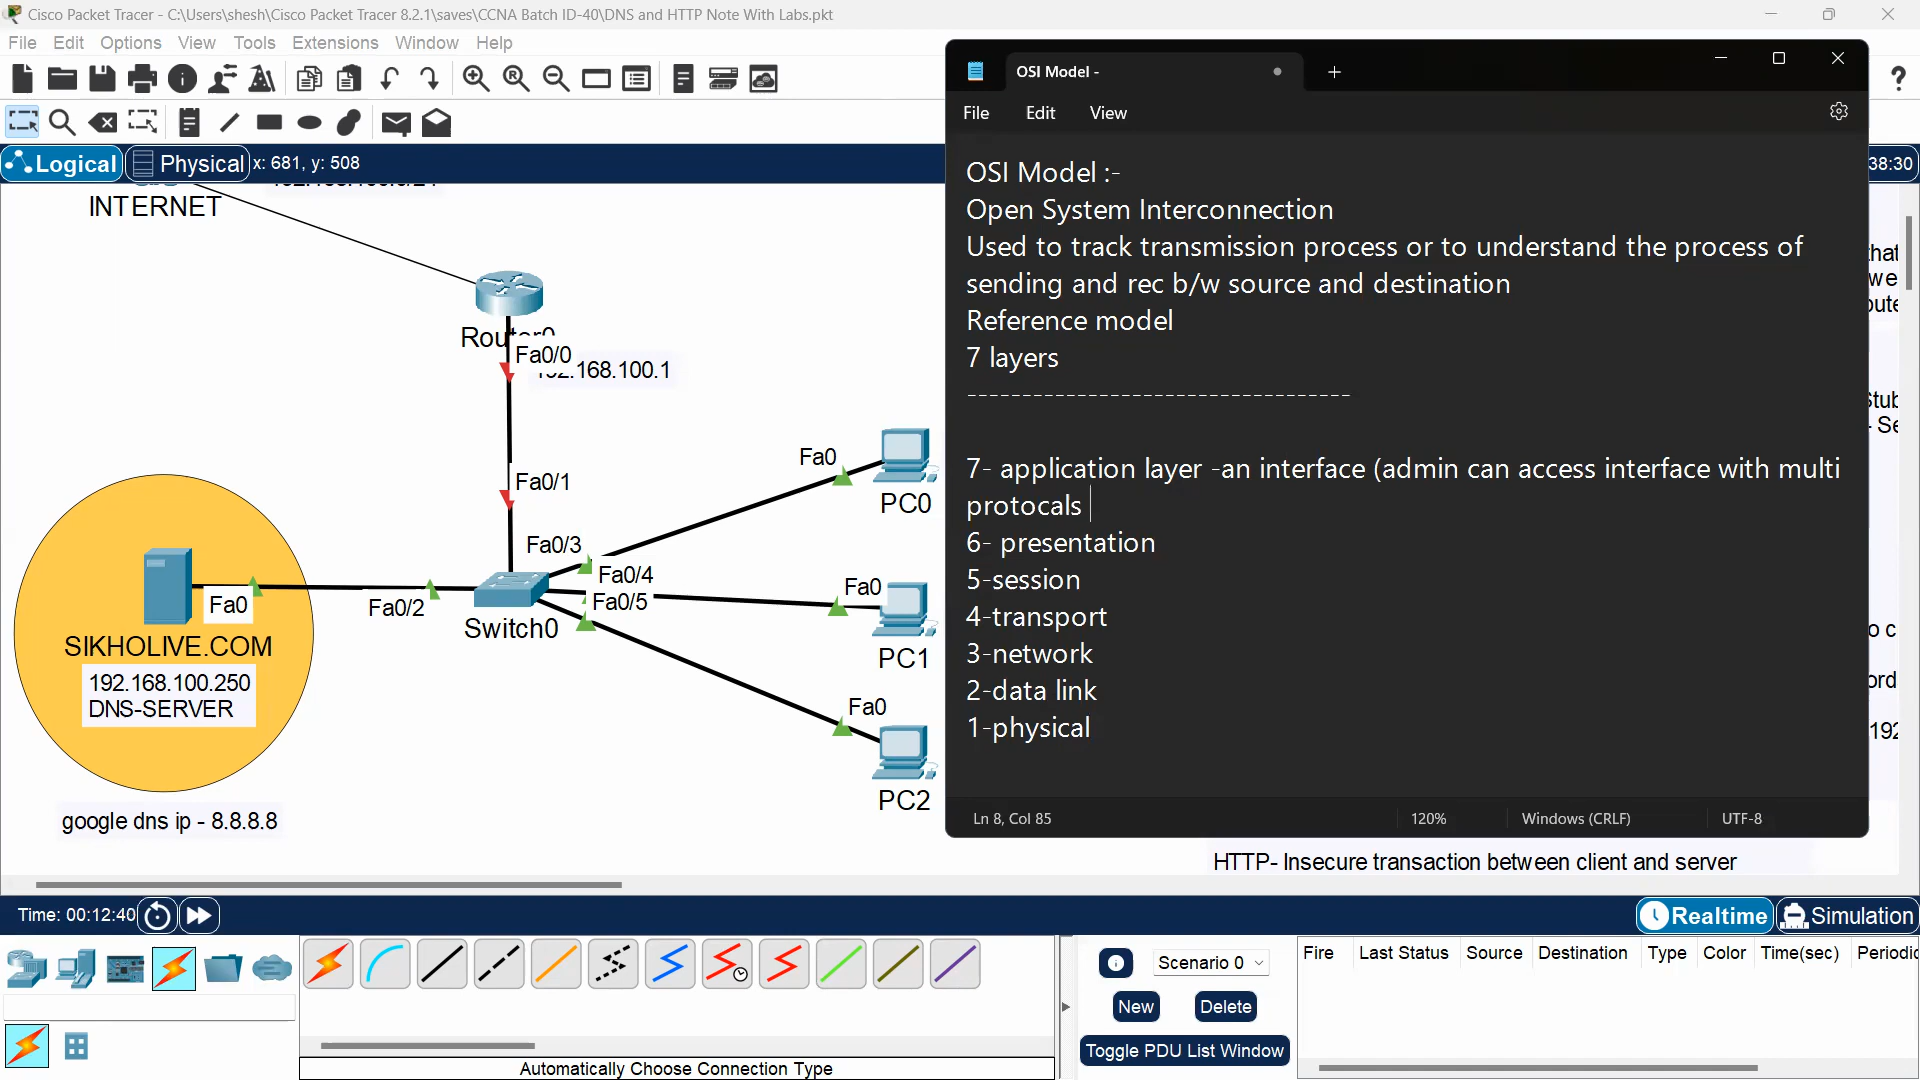 Cisco Packet Tracer - C:\Users\shesh\Cisco Packet Tracer 8.2.1\saves\CCNA Batch ID-40\DNS and HTTP Note With Labs.pkt
File Edit Options View Tools Extensions Window Help
Logical Physical x: 681, y: 508
38:30
INTERNET
Router0
Fa0/0
192.168.100.1
Fa0/1
Fa0
PC0
Fa0/3
Fa0/4
Fa0
Fa0/5
Fa0
Fa0/2
Switch0
SIKHOLIVE.COM
PC1
192.168.100.250
DNS-SERVER
Fa0
PC2
google dns ip - 8.8.8.8
OSI Model -
File Edit View
OSI Model :-
Open System Interconnection
Used to track transmission process or to understand the process of
sending and rec b/w source and destination
Reference model
7 layers
-----------------------------------
7- application layer -an interface (admin can access interface with multi
protocals
6- presentation
5-session
4-transport
3-network
2-data link
1-physical
Ln 8, Col 85 120% Windows (CRLF) UTF-8
HTTP- Insecure transaction between client and server
Time: 00:12:40
Realtime Simulation
Scenario 0
New Delete
Toggle PDU List Window
Fire Last Status Source Destination Type Color Time(sec) Periodic
Automatically Choose Connection Type